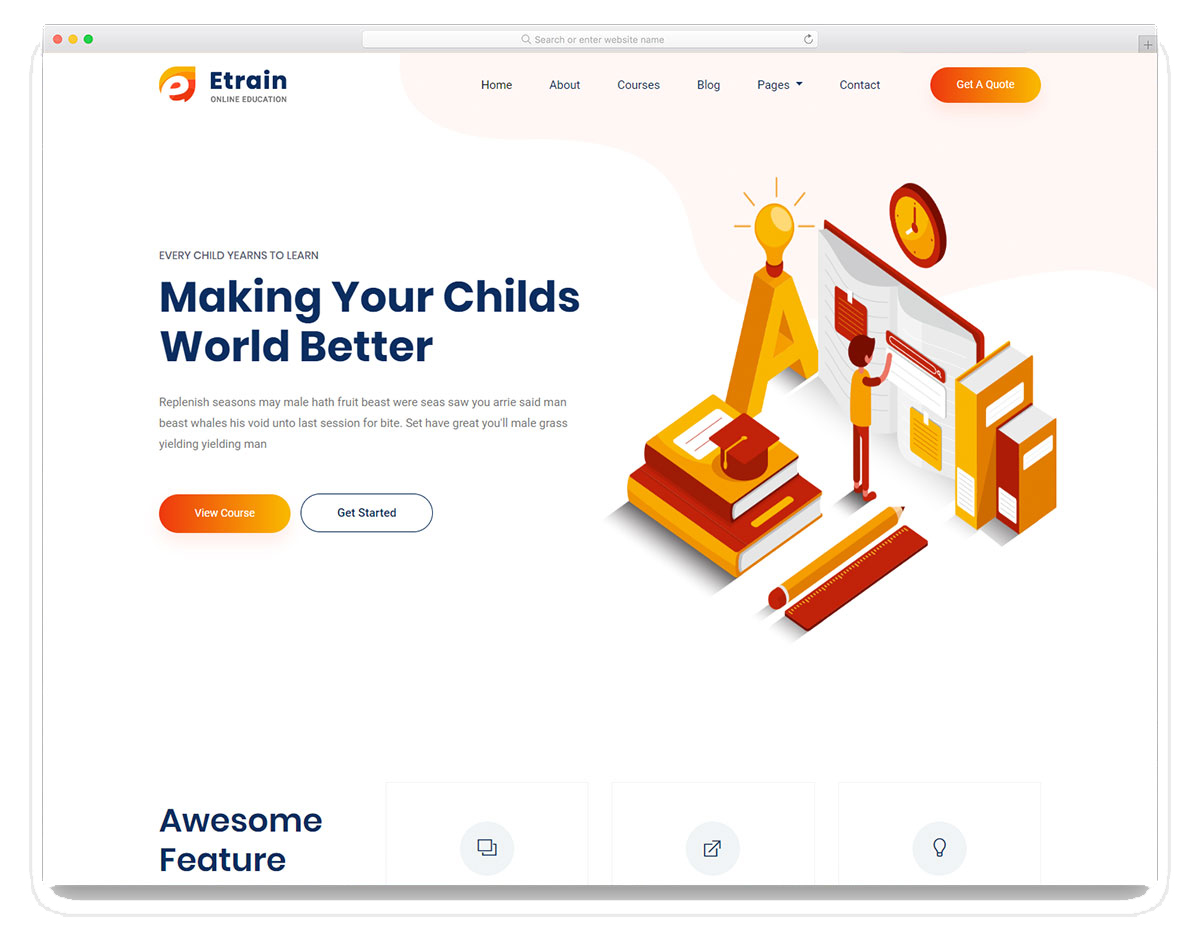 Search or enter website name
Etrain
ONLINE EDUCATION
Home About Courses Blog Pages Contact Get A Quote
EVERY CHILD YEARNS TO LEARN
Making Your Childs
World Better
Replenish seasons may male hath fruit beast were seas saw you arrie said man
beast whales his void unto last session for bite. Set have great you'll male grass
yielding yielding man
View Course Get Started
A
Awesome
Feature